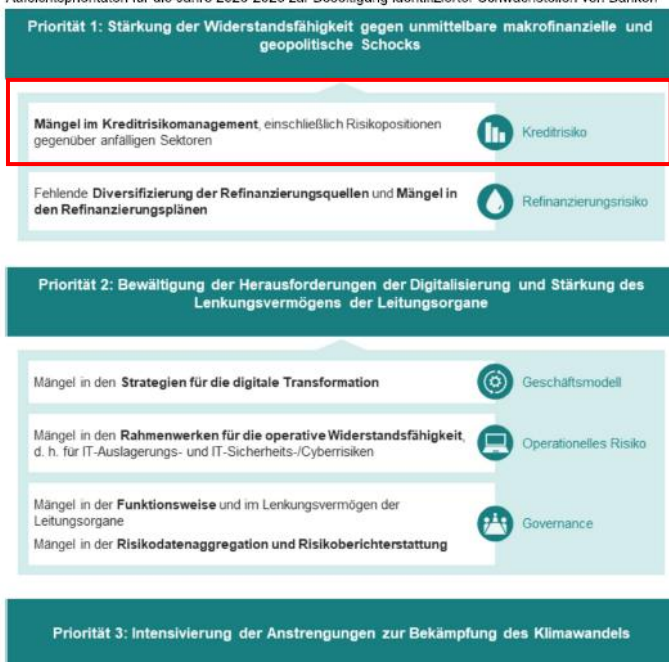 Priorität 1: Stärkung der Widerstandsfähigkeit gegen unmittelbare makrofinanzielle und
geopolitische Schocks
Mängel im Kreditrisikomanagement, einschließlich Risikopositionen
gegenüber anfälligen Sektoren
Kreditrisiko
Fehlende Diversifizierung der Refinanzierungsquellen und Mängel in
den Refinanzierungsplänen
Refinanzierungsrisiko
Priorität 2: Bewältigung der Herausforderungen der Digitalisierung und Stärkung des
Lenkungsvermögens der Leitungsorgane
Mängel in den Strategien für die digitale Transformation
Geschäftsmodell
Mängel in den Rahmenwerken für die operative Widerstandsfähigkeit,
d. h. für IT-Auslagerungs- und IT-Sicherheits-/Cyberrisiken
Operationelles Risiko
Mängel in der Funktionsweise und im Lenkungsvermögen der
Leitungsorgane
Mängel in der Risikodatenaggregation und Risikoberichterstattung
Governance
Priorität 3: Intensivierung der Anstrengungen zur Bekämpfung des Klimawandels